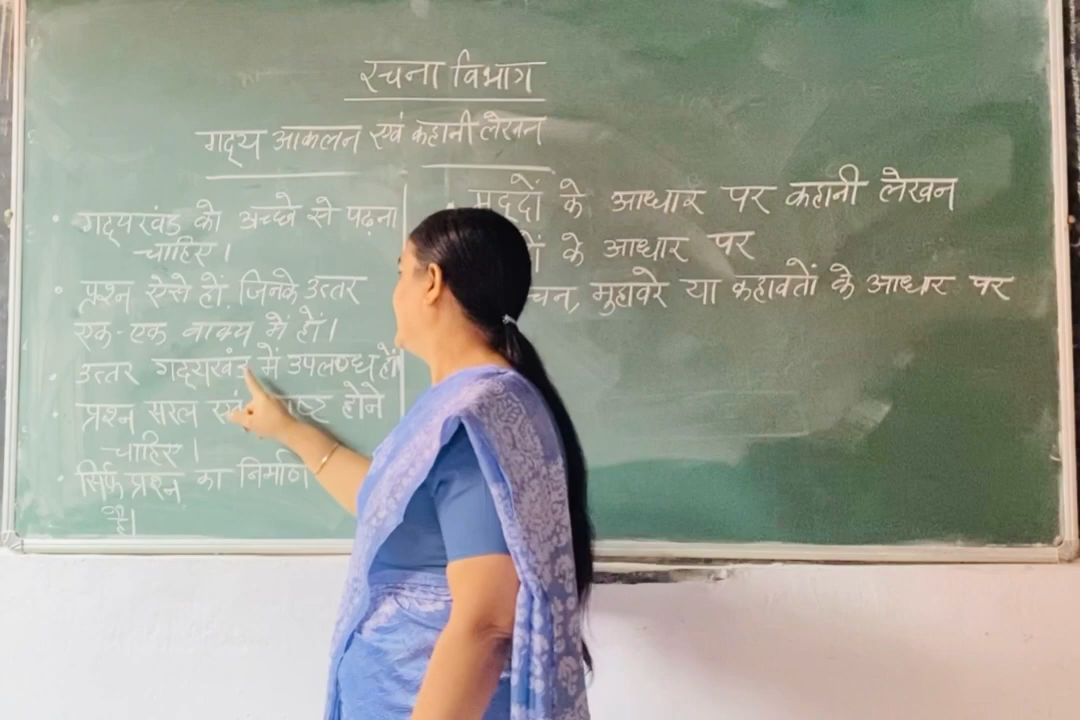 रचना विभाग
गद्य आकलन एवं कहानी लेखन
गद्यखंड को अच्छे से पढ़ना
चाहिए।
प्रश्न ऐसे हों जिनके उत्तर
एक-एक वाक्य में हों।
उत्तर गद्यखंड में उपलब्ध हों
प्रश्न सरल होने
चाहिए।
सिर्फ प्रश्न का निर्माण
है।
मुद्दों के आधार पर कहानी लेखन
के आधार पर
मुहावरे या कहावतों के आधार पर